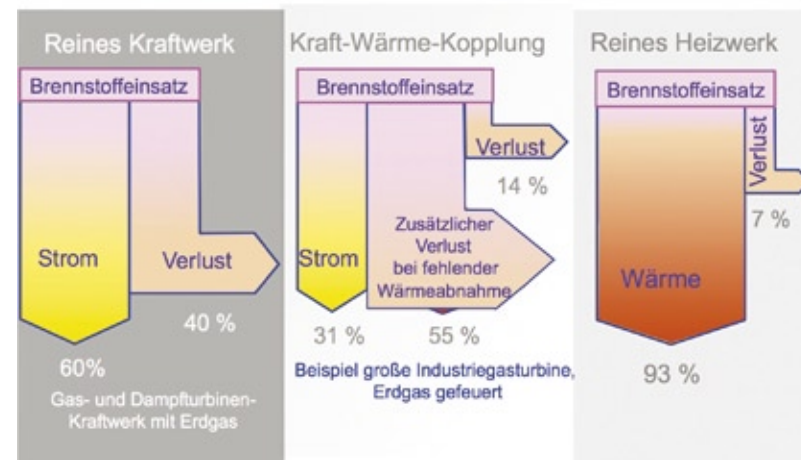 Reines Kraftwerk
Brennstoffeinsatz
Strom
Verlust
40 %
60%
Gas- und Dampfturbinen-
Kraftwerk mit Erdgas
Kraft-Wärme-Kopplung
Brennstoffeinsatz
Verlust
14 %
Zusätzlicher
Verlust
bei fehlender
Wärmeabnahme
Strom
31 %
55 %
Beispiel große Industriegasturbine,
Erdgas gefeuert
Reines Heizwerk
Brennstoffeinsatz
Verlust
7 %
Wärme
93 %